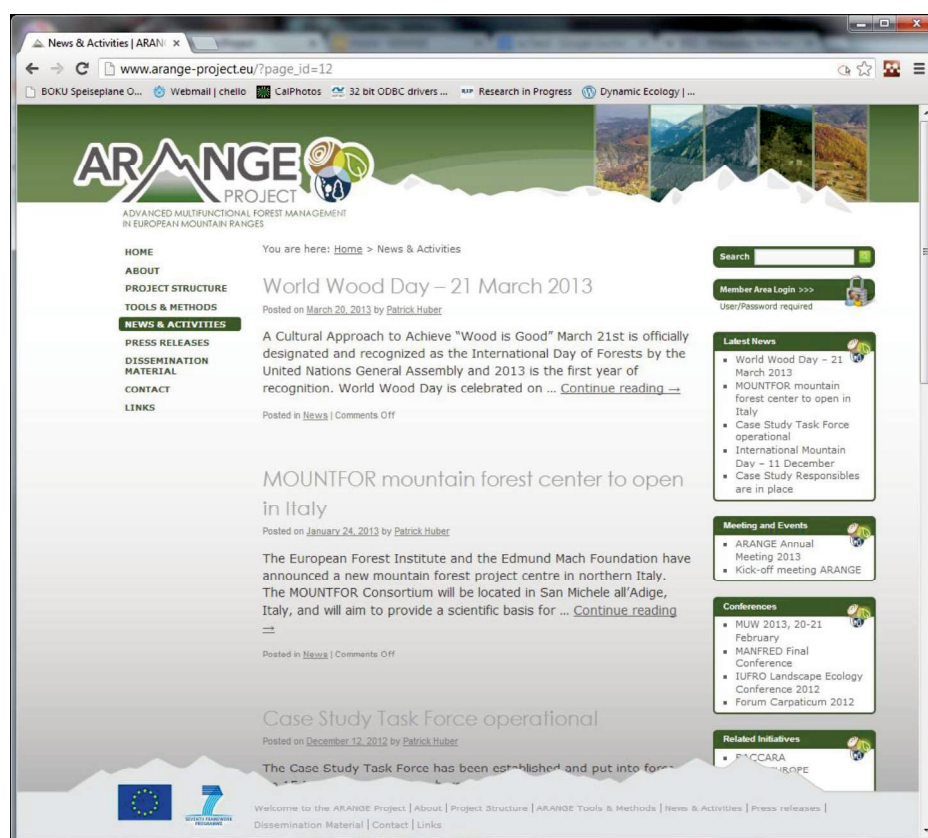 News & Activities | ARAN
www.arange-project.eu/?page_id=12
BOKU Speiseplane O...
Webmail | chello
CalPhotos
32 bit ODBC drivers ...
Research in Progress
Dynamic Ecology | ...
ARANGE
PROJECT
ADVANCED MULTIFUNCTIONAL FOREST MANAGEMENT
IN EUROPEAN MOUNTAIN RANGES
HOME
ABOUT
PROJECT STRUCTURE
TOOLS & METHODS
NEWS & ACTIVITIES
PRESS RELEASES
DISSEMINATION
MATERIAL
CONTACT
LINKS
You are here: Home > News & Activities
World Wood Day – 21 March 2013
Posted on March 20, 2013 by Patrick Huber
A Cultural Approach to Achieve “Wood is Good” March 21st is officially
designated and recognized as the International Day of Forests by the
United Nations General Assembly and 2013 is the first year of
recognition. World Wood Day is celebrated on ... Continue reading →
Posted in News | Comments Off
MOUNTFOR mountain forest center to open
in Italy
Posted on January 24, 2013 by Patrick Huber
The European Forest Institute and the Edmund Mach Foundation have
announced a new mountain forest project centre in northern Italy.
The MOUNTFOR Consortium will be located in San Michele all’Adige,
Italy, and will aim to provide a scientific basis for ... Continue reading
→
Posted in News | Comments Off
Case Study Task Force operational
Posted on December 12, 2012 by Patrick Huber
The Case Study Task Force has been established and put into
Search
Member Area Login >>>
User/Password required
Latest News
World Wood Day – 21
March 2013
MOUNTFOR mountain
forest center to open in
Italy
Case Study Task Force
operational
International Mountain
Day – 11 December
Case Study Responsibles
are in place
Meeting and Events
ARANGE Annual
Meeting 2013
Kick-off meeting ARANGE
Conferences
MUW 2013, 20-21
February
MANFRED Final
Conference
IUFRO Landscape Ecology
Conference 2012
Forum Carpaticum 2012
Related Initiatives
BACCARA
SEVENTH FRAMEWORK
PROGRAMME
Welcome to the ARANGE Project | About | Project Structure | ARANGE Tools & Methods | News & Activities | Press releases |
Dissemination Material | Contact | Links